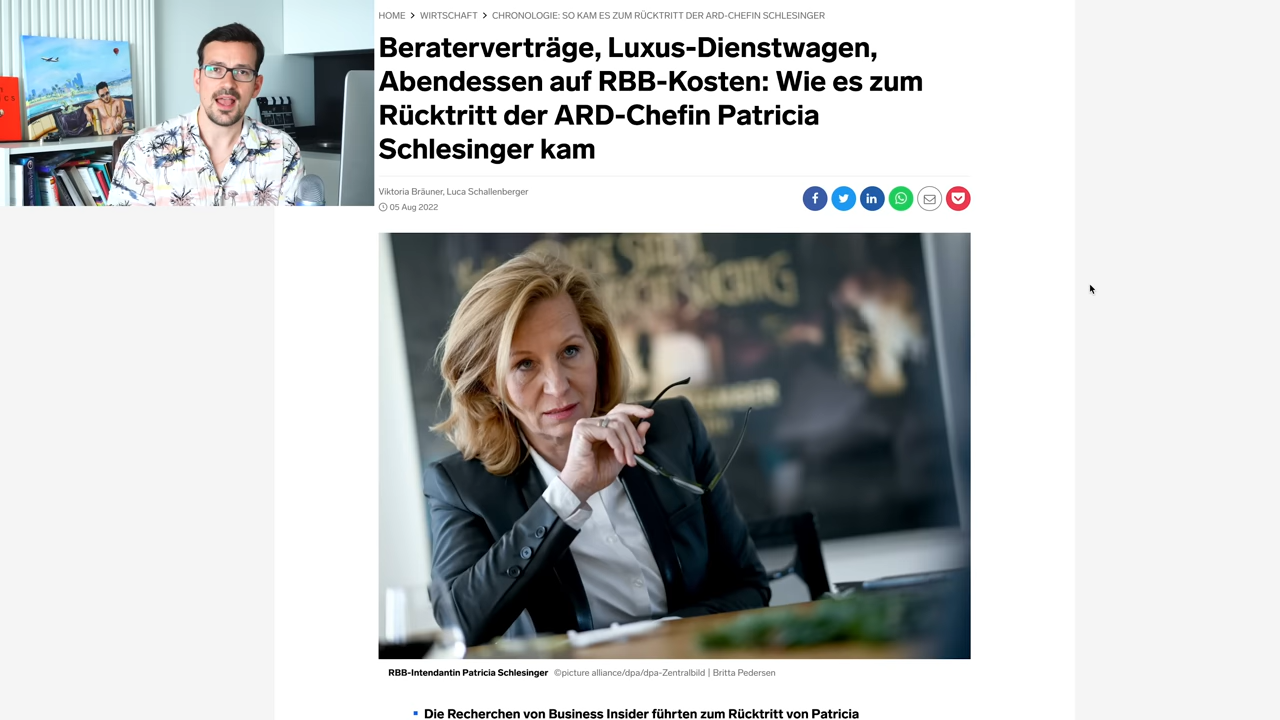 HOME > WIRTSCHAFT > CHRONOLOGIE: SO KAM ES ZUM RÜCKTRITT DER ARD-CHEFIN SCHLESINGER
Beraterverträge, Luxus-Dienstwagen,
Abendessen auf RBB-Kosten: Wie es zum
Rücktritt der ARD-Chefin Patricia
Schlesinger kam
Viktoria Bräuner, Luca Schallenberger
05 Aug 2022
RBB-Intendantin Patricia Schlesinger ©picture alliance/dpa/dpa-Zentralbild | Britta Pedersen
Die Recherchen von Business Insider führten zum Rücktritt von Patricia